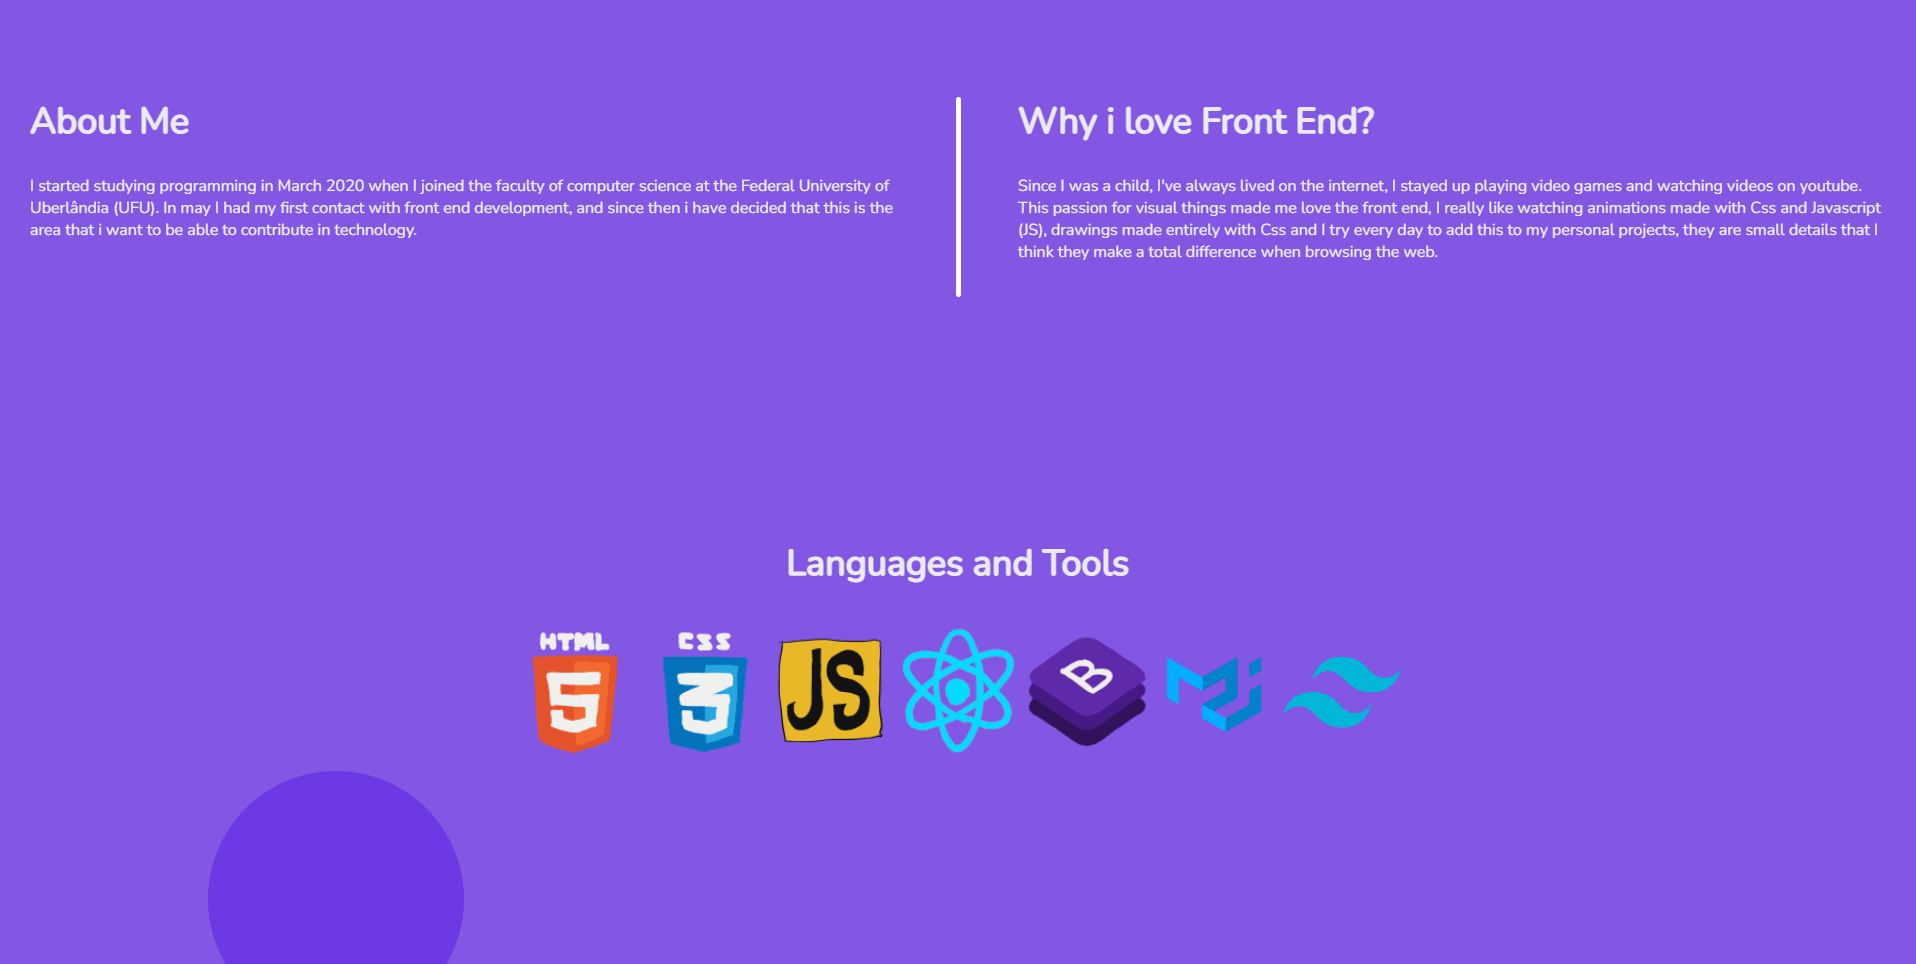 About Me
I started studying programming in March 2020 when I joined the faculty of computer science at the Federal University of
Uberlândia (UFU). In may I had my first contact with front end development, and since then i have decided that this is the
area that i want to be able to contribute in technology.
Why i love Front End?
Since I was a child, I've always lived on the internet, I stayed up playing video games and watching videos on youtube.
This passion for visual things made me love the front end, I really like watching animations made with Css and Javascript
(JS), drawings made entirely with Css and I try every day to add this to my personal projects, they are small details that I
think they make a total difference when browsing the web.
Languages and Tools
HTML CSS
5 3 JS B